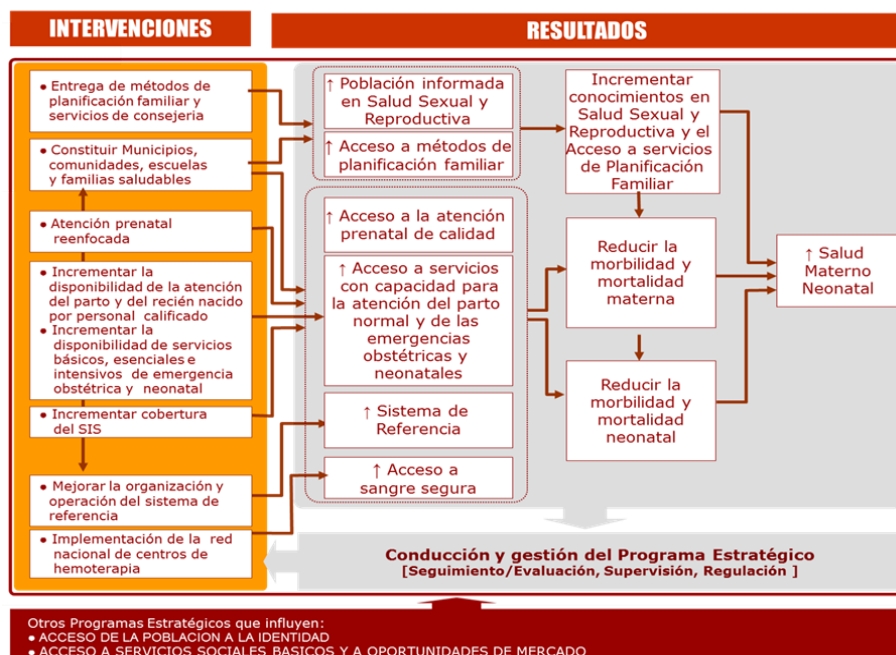 INTERVENCIONES
RESULTADOS
• Entrega de métodos de
planificación familiar y
servicios de consejeria
• Constituir Municipios,
comunidades, escuelas
y familias saludables
• Atención prenatal
reenfocada
• Incrementar la
disponibilidad de la atención
del parto y del recién nacido
por personal calificado
• Incrementar la
disponibilidad de servicios
básicos, esenciales e
intensivos de emergencia
obstétrica y neonatal
• Incrementar cobertura
del SIS
• Mejorar la organización y
operación del sistema de
referencia
• Implementación de la red
nacional de centros de
hemoterapia
↑ Población informada
en Salud Sexual y
Reproductiva
↑ Acceso a métodos de
planificación familiar
↑ Acceso a la atención
prenatal de calidad
↑ Acceso a servicios
con capacidad para
la atención del parto
normal y de las
emergencias
obstétricas y
neonatales
↑ Sistema de
Referencia
↑ Acceso a
sangre segura
Incrementar
conocimientos en
Salud Sexual y
Reproductiva y el
Acceso a servicios
de Planificación
Familiar
Reducir la
morbilidad y
mortalidad
materna
Reducir la
morbilidad y
mortalidad
neonatal
↑ Salud
Materno
Neonatal
Conducción y gestión del Programa Estratégico
[Seguimiento/Evaluación, Supervisión, Regulación ]
Otros Programas Estratégicos que influyen:
• ACCESO DE LA POBLACION A LA IDENTIDAD
• ACCESO A SERVICIOS SOCIALES BASICOS Y A OPORTUNIDADES DE MERCADO